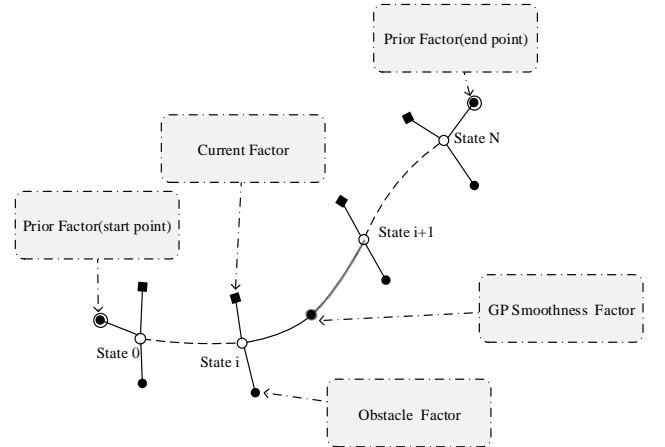 Prior Factor(end point)
State N
Current Factor
Prior Factor(start point)
State i+1
GP Smoothness  Factor
State 0
State i
Obstacle  Factor